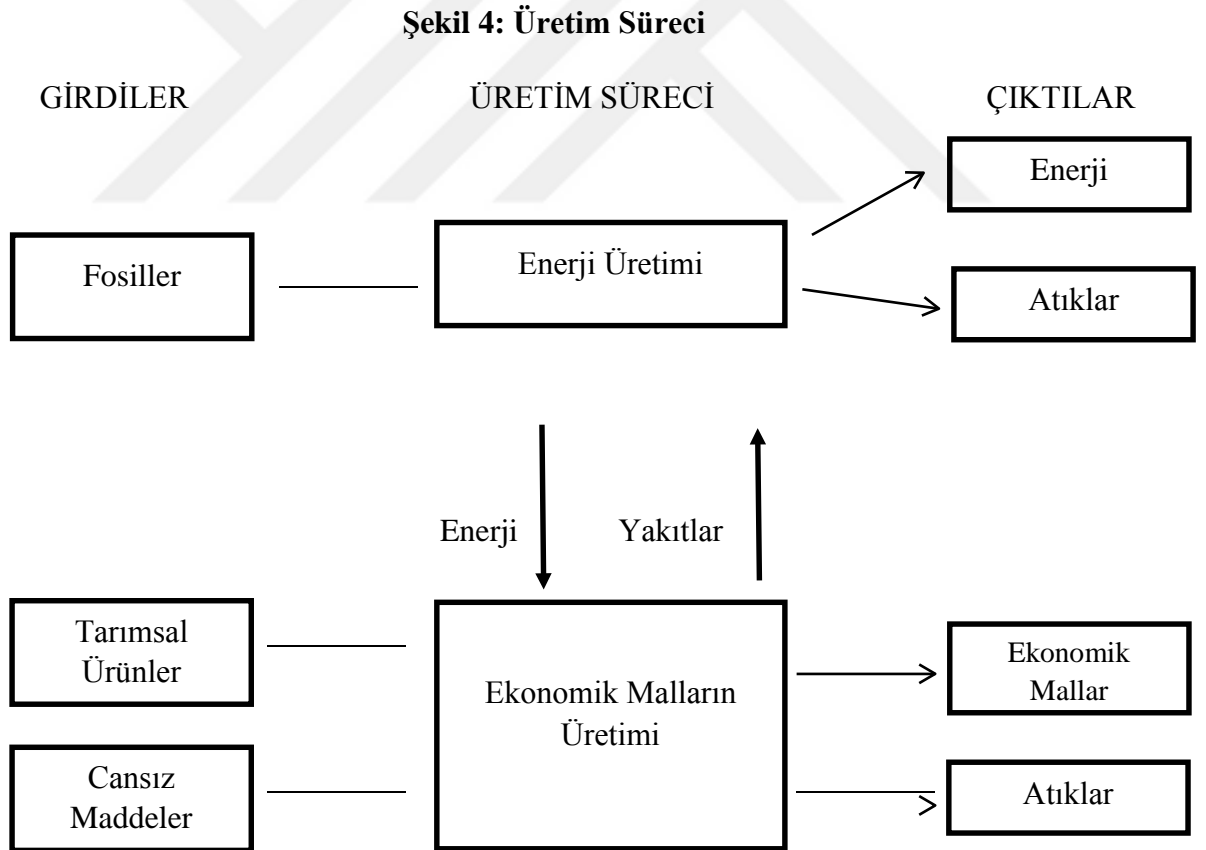 Şekil 4: Üretim Süreci
GİRDİLER
ÜRETİM SÜRECİ
ÇIKTILAR
Enerji
Fosiller
Enerji Üretimi
Atıklar
Enerji
Yakıtlar
Tarımsal
Ürünler
Ekonomik Malların
Üretimi
Ekonomik
Mallar
Cansız
Maddeler
Atıklar